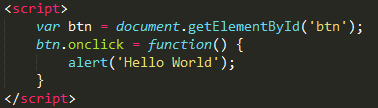 <script>
    var btn = document.getElementById('btn');
    btn.onclick = function() {
        alert('Hello World');
    }
</script>